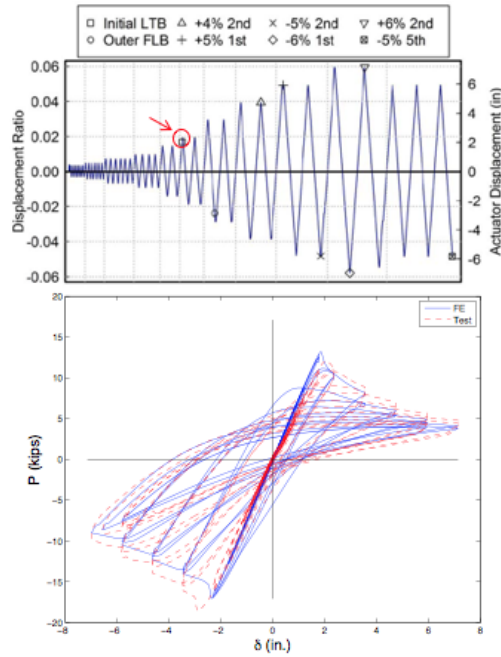 Initial LTB +4% 2nd -5% 2nd +6% 2nd
Outer FLB +5% 1st -6% 1st -5% 5th
Displacement Ratio
0.06
0.04
0.02
0.00
-0.02
-0.04
-0.06
6
4
2
0
-2
-4
-6
Actuator Displacement (in)
P (kips)
20
15
10
5
0
-5
-10
-15
-20
FE
Test
-8 -6 -4 -2 0 2 4 6 8
δ (in.)